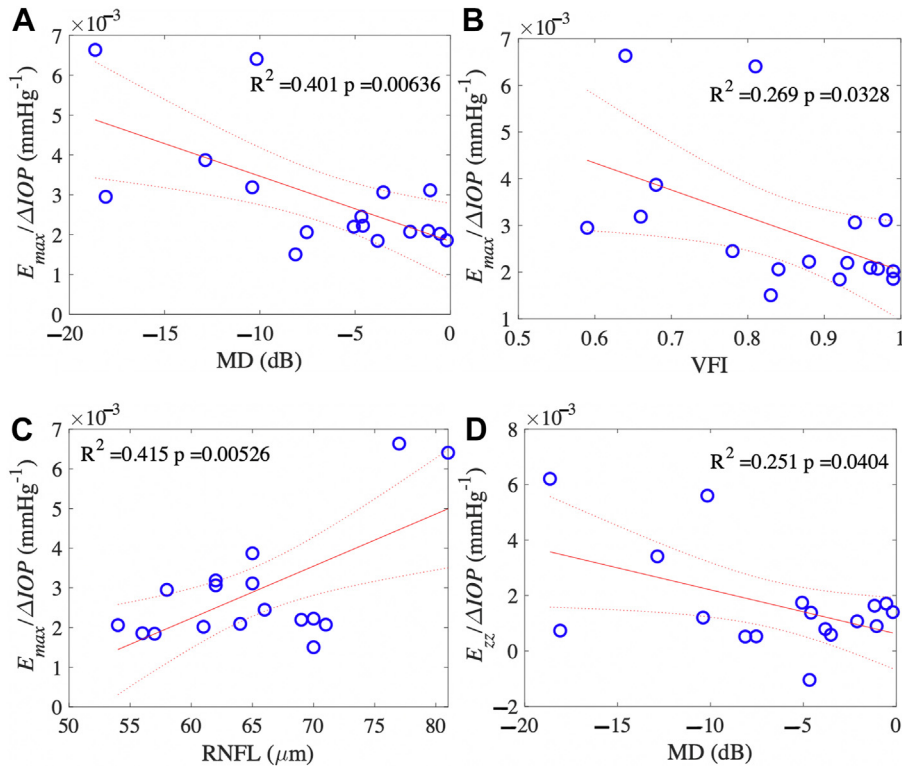 A
×10⁻³
7
6
5
4
3
2
1
0
E_max/ΔIOP (mmHg⁻¹)
R² =0.401 p =0.00636
−20 −15 −10 −5 0
MD (dB)
B
×10⁻³
7
6
5
4
3
2
1
E_max/ΔIOP (mmHg⁻¹)
R² =0.269 p =0.0328
0.5 0.6 0.7 0.8 0.9 1
VFI
C
×10⁻³
7
6
5
4
3
2
1
0
E_max/ΔIOP (mmHg⁻¹)
R² =0.415 p =0.00526
50 55 60 65 70 75 80
RNFL (μm)
D
×10⁻³
8
6
4
2
0
−2
E_zz/ΔIOP (mmHg⁻¹)
R² =0.251 p =0.0404
−20 −15 −10 −5 0
MD (dB)